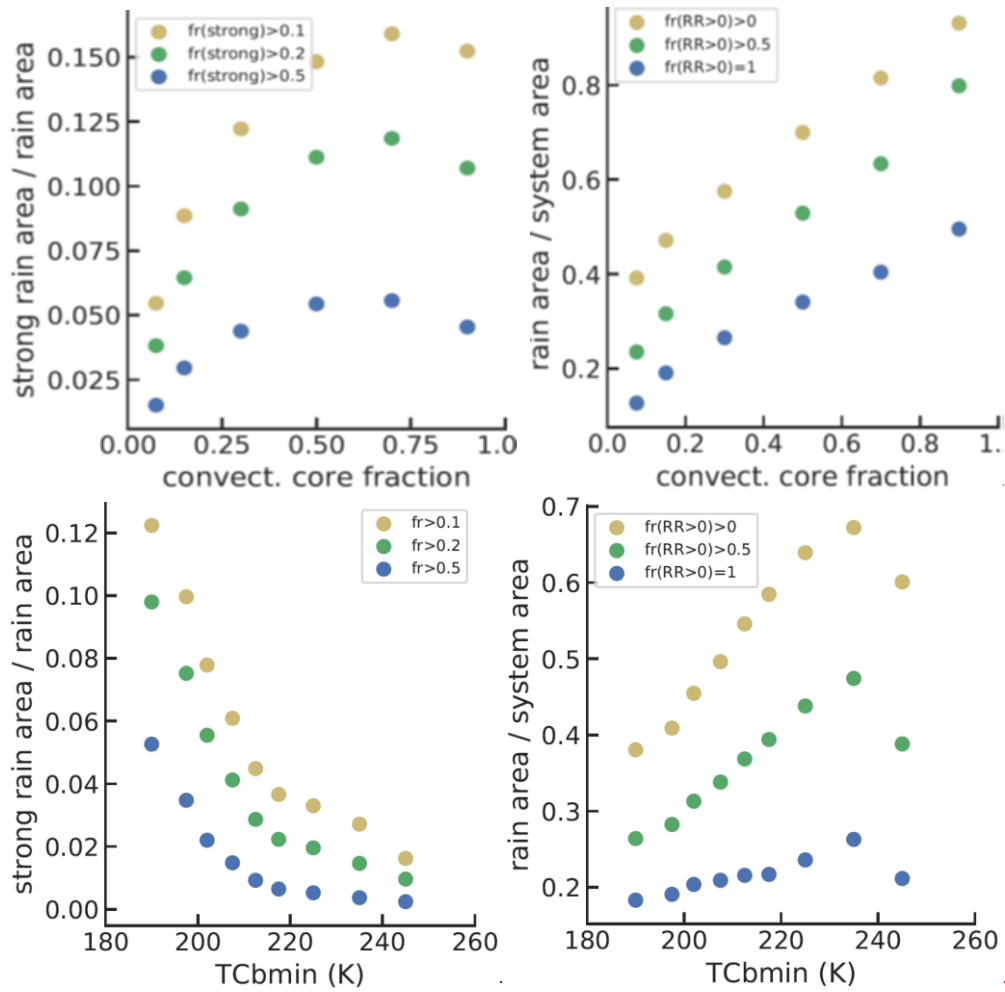 fr(strong)>0.1
fr(strong)>0.2
fr(strong)>0.5
0.150
0.125
0.100
0.075
0.050
0.025
strong rain area / rain area
0.00 0.25 0.50 0.75 1.0
convect. core fraction
fr(RR>0)>0
fr(RR>0)>0.5
fr(RR>0)=1
0.8
0.6
0.4
0.2
rain area / system area
0.0 0.2 0.4 0.6 0.8 1.
convect. core fraction
fr>0.1
fr>0.2
fr>0.5
0.12
0.10
0.08
0.06
0.04
0.02
0.00
strong rain area / rain area
180 200 220 240 260
TCbmin (K)
fr(RR>0)>0
fr(RR>0)>0.5
fr(RR>0)=1
0.7
0.6
0.5
0.4
0.3
0.2
rain area / system area
180 200 220 240 260
TCbmin (K)